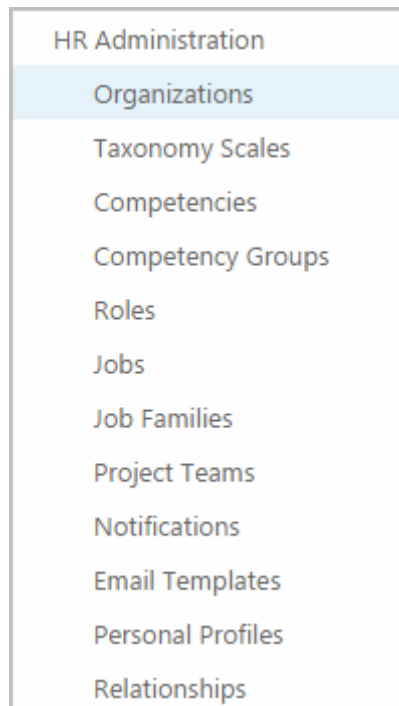 HR Administration
Organizations
Taxonomy Scales
Competencies
Competency Groups
Roles
Jobs
Job Families
Project Teams
Notifications
Email Templates
Personal Profiles
Relationships